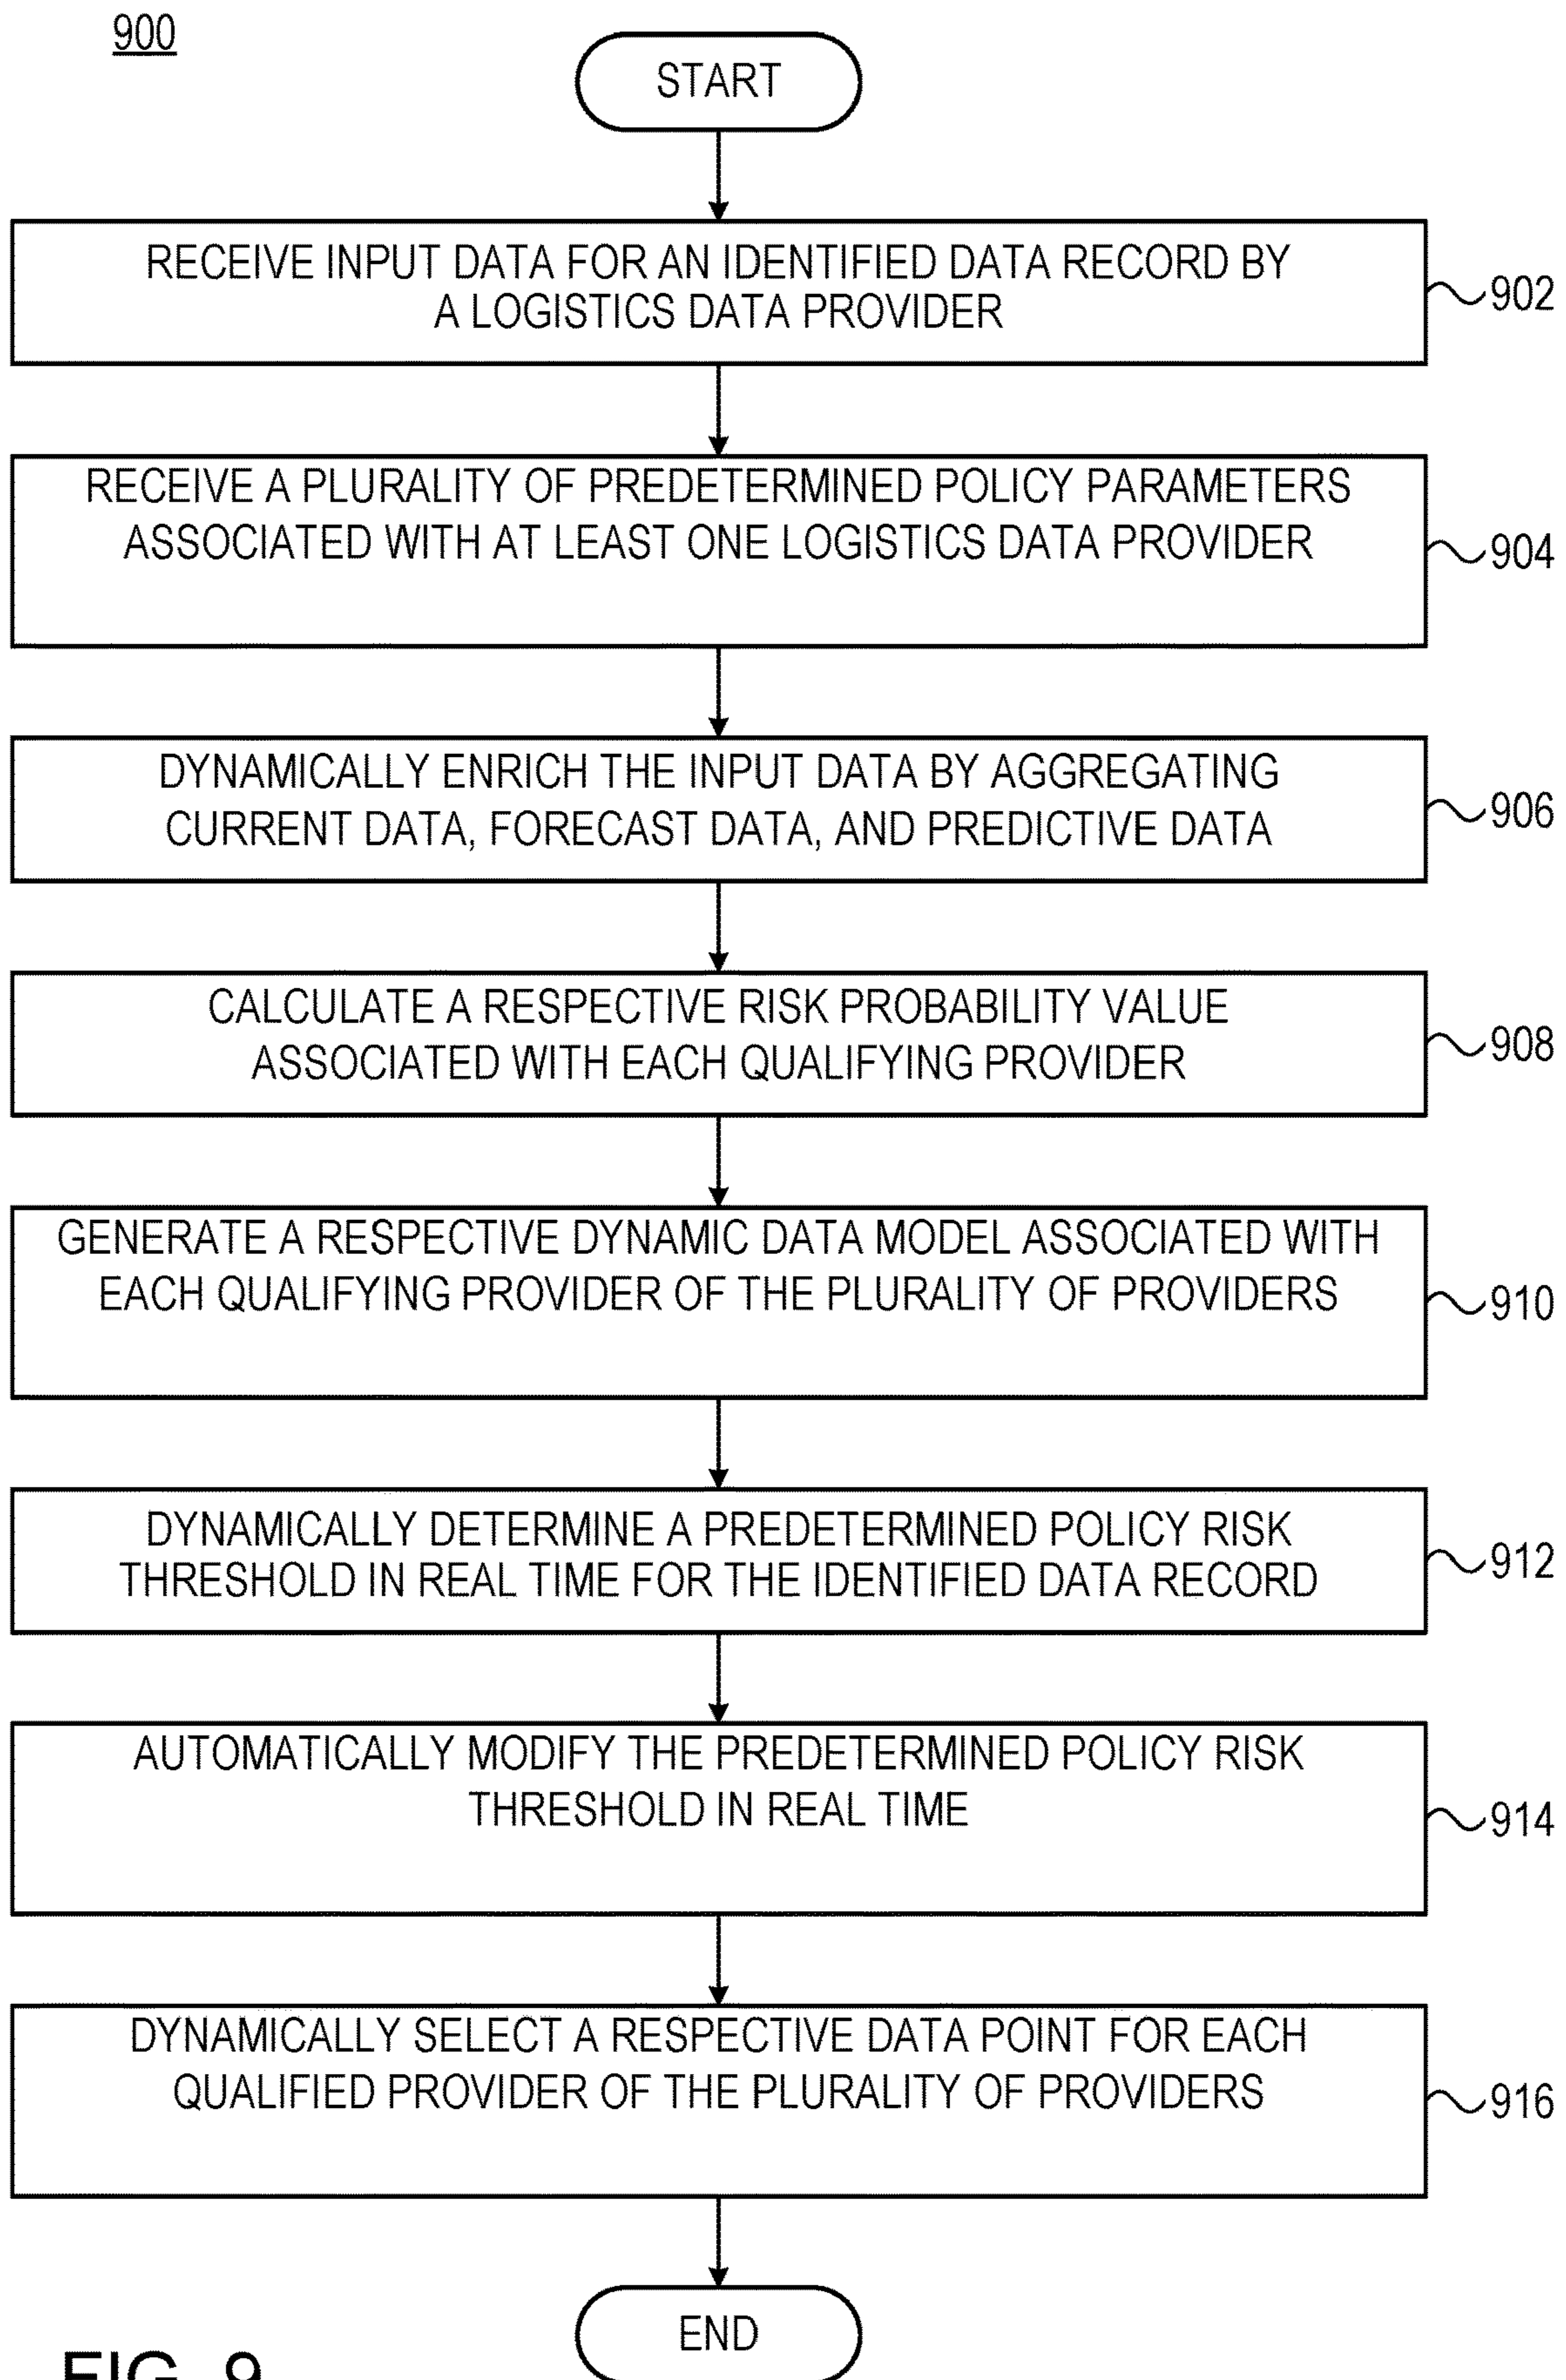 900
START
RECEIVE INPUT DATA FOR AN IDENTIFIED DATA RECORD BY
A LOGISTICS DATA PROVIDER
902
RECEIVE A PLURALITY OF PREDETERMINED POLICY PARAMETERS
ASSOCIATED WITH AT LEAST ONE LOGISTICS DATA PROVIDER
904
DYNAMICALLY ENRICH THE INPUT DATA BY AGGREGATING
CURRENT DATA, FORECAST DATA, AND PREDICTIVE DATA
906
CALCULATE A RESPECTIVE RISK PROBABILITY VALUE
ASSOCIATED WITH EACH QUALIFYING PROVIDER
908
GENERATE A RESPECTIVE DYNAMIC DATA MODEL ASSOCIATED WITH
EACH QUALIFYING PROVIDER OF THE PLURALITY OF PROVIDERS
910
DYNAMICALLY DETERMINE A PREDETERMINED POLICY RISK
THRESHOLD IN REAL TIME FOR THE IDENTIFIED DATA RECORD
912
AUTOMATICALLY MODIFY THE PREDETERMINED POLICY RISK
THRESHOLD IN REAL TIME
914
DYNAMICALLY SELECT A RESPECTIVE DATA POINT FOR EACH
QUALIFIED PROVIDER OF THE PLURALITY OF PROVIDERS
916
END
FIG. 9